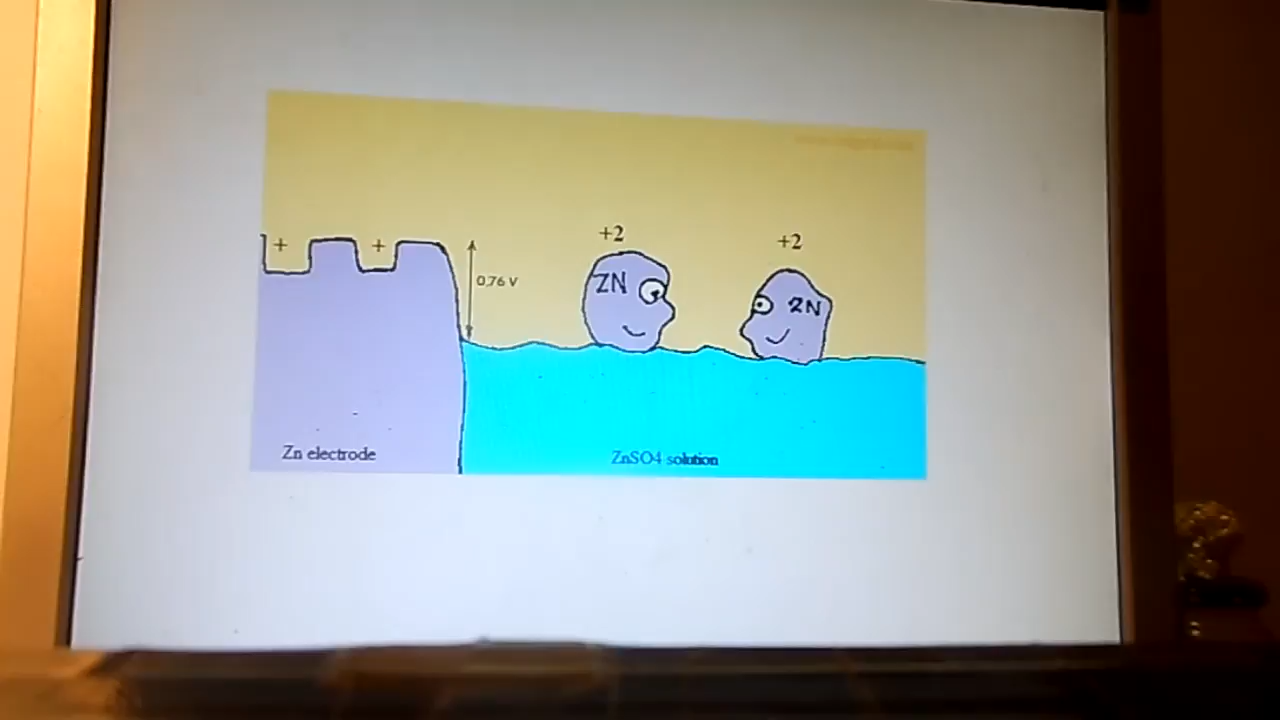 + +
0.76 V
+2
+2
ZN
ZN
Zn electrode
ZnSO4 solution